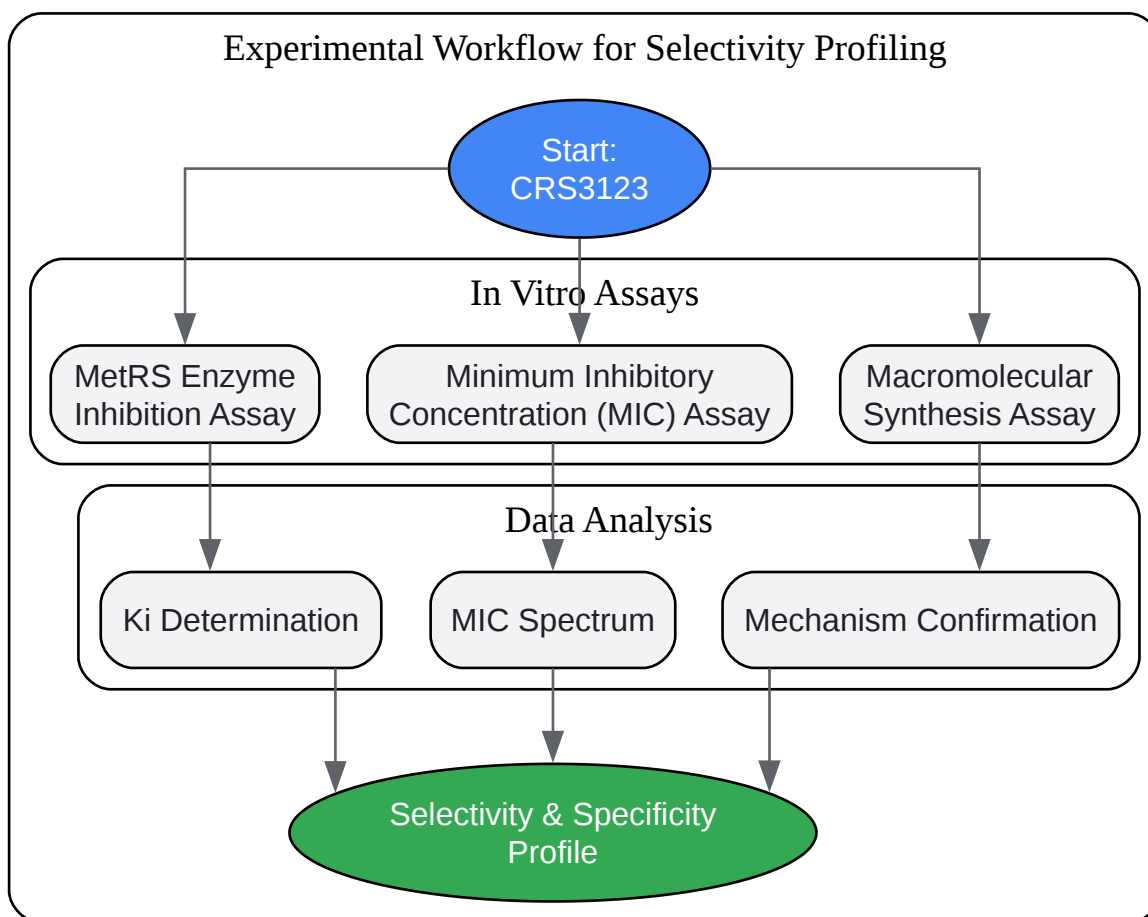 Experimental Workflow for Selectivity Profiling
Start:
CRS3123
In Vitro Assays
MetRS Enzyme
Inhibition Assay
Minimum Inhibitory
Concentration (MIC) Assay
Macromolecular
Synthesis Assay
Data Analysis
Ki Determination
MIC Spectrum
Mechanism Confirmation
Selectivity & Specificity
Profile